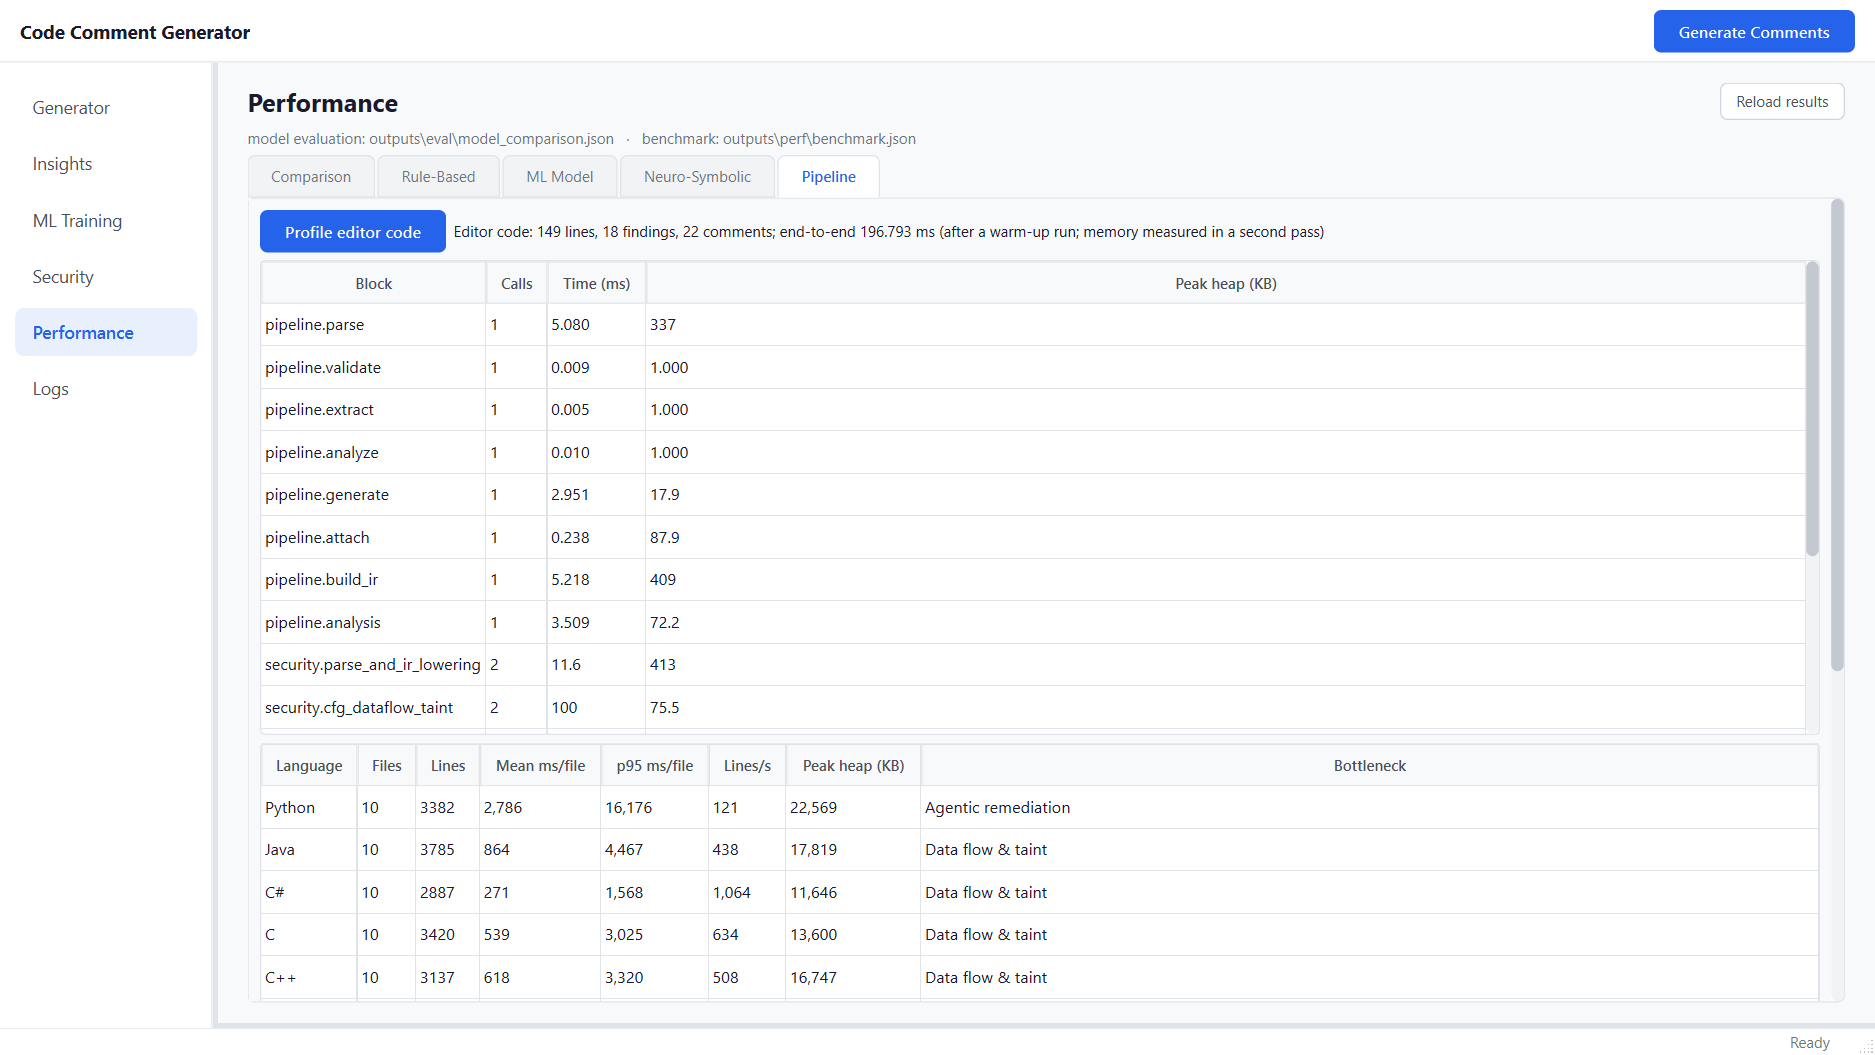 Code Comment Generator
Generate Comments
Generator
Insights
ML Training
Security
Performance
Logs
Performance
Reload results
model evaluation: outputs\eval\model_comparison.json · benchmark: outputs\perf\benchmark.json
Comparison Rule-Based ML Model Neuro-Symbolic Pipeline
Profile editor code
Editor code: 149 lines, 18 findings, 22 comments; end-to-end 196.793 ms (after a warm-up run; memory measured in a second pass)
Block Calls Time (ms) Peak heap (KB)
pipeline.parse 1 5.080 337
pipeline.validate 1 0.009 1.000
pipeline.extract 1 0.005 1.000
pipeline.analyze 1 0.010 1.000
pipeline.generate 1 2.951 17.9
pipeline.attach 1 0.238 87.9
pipeline.build_ir 1 5.218 409
pipeline.analysis 1 3.509 72.2
security.parse_and_ir_lowering 2 11.6 413
security.cfg_dataflow_taint 2 100 75.5
Language Files Lines Mean ms/file p95 ms/file Lines/s Peak heap (KB) Bottleneck
Python 10 3382 2,786 16,176 121 22,569 Agentic remediation
Java 10 3785 864 4,467 438 17,819 Data flow & taint
C# 10 2887 271 1,568 1,064 11,646 Data flow & taint
C 10 3420 539 3,025 634 13,600 Data flow & taint
C++ 10 3137 618 3,320 508 16,747 Data flow & taint
Ready